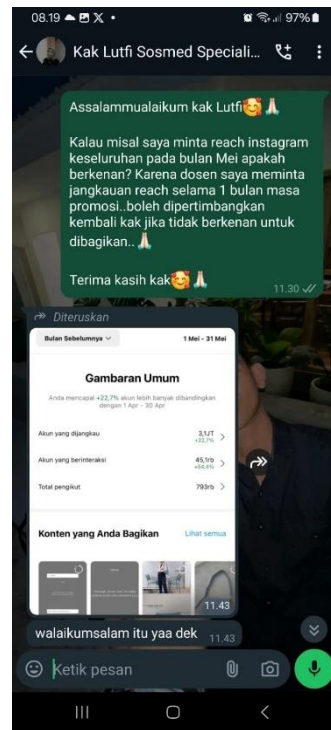 08.19
97%
Kak Lutfi Sosmed Speciali...
Assalammualaikum kak Lutfi🥰🙏🏻
Kalau misal saya minta reach instagram
keseluruhan pada bulan Mei apakah
berkenan? Karena dosen saya meminta
jangkauan reach selama 1 bulan masa
promosi..boleh dipertimbangkan
kembali kak jika tidak berkenan untuk
dibagikan.. 🙏🏻
Terima kasih kak🥰🙏🏻
11.30
Diteruskan
Bulan Sebelumnya
1 Mei - 31 Mei
Gambaran Umum
Anda mencapai +22,7% akun lebih banyak dibandingkan
dengan 1 Apr - 30 Apr
Akun yang dijangkau
3,1JT
+22,7%
Akun yang berinteraksi
45,1rb
+54,4%
Total pengikut
793rb
Konten yang Anda Bagikan
Lihat semua
11.43
walaikumsalam itu yaa dek
11.43
Ketik pesan